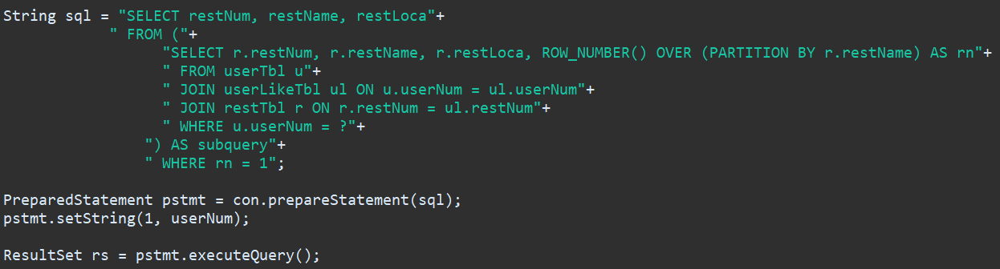 String sql = "SELECT restNum, restName, restLoca"+
" FROM ("+
"SELECT r.restNum, r.restName, r.restLoca, ROW_NUMBER() OVER (PARTITION BY r.restName) AS rn"+
" FROM userTbl u"+
" JOIN userLikeTbl ul ON u.userNum = ul.userNum"+
" JOIN restTbl r ON r.restNum = ul.restNum"+
" WHERE u.userNum = ?"+
") AS subquery"+
" WHERE rn = 1";
PreparedStatement pstmt = con.prepareStatement(sql);
pstmt.setString(1, userNum);
ResultSet rs = pstmt.executeQuery();